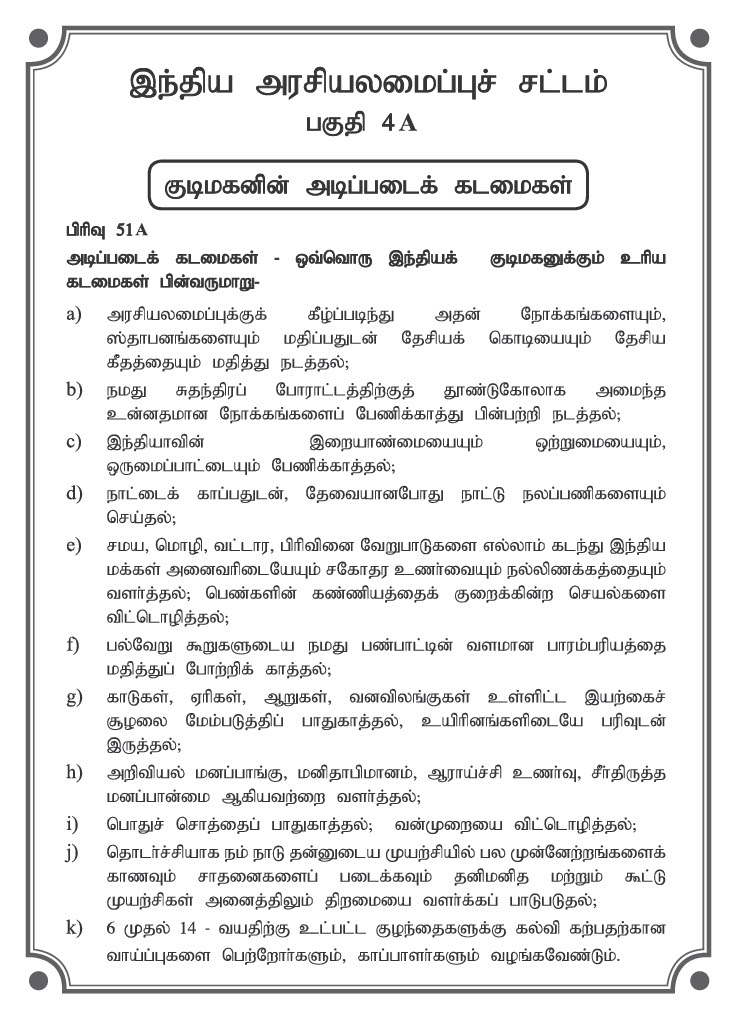 இந்திய அரசியலமைப்புச் சட்டம்
பகுதி 4A
குடிமகனின் அடிப்படைக் கடமைகள்
பிரிவு 51A
அடிப்படைக் கடமைகள் - ஒவ்வொரு இந்தியக் குடிமகனுக்கும் உரிய
கடமைகள் பின்வருமாறு-
a) அரசியலமைப்புக்குக் கீழ்ப்படிந்து அதன் நோக்கங்களையும்,
ஸ்தாபனங்களையும் மதிப்பதுடன் தேசியக் கொடியையும் தேசிய
கீதத்தையும் மதித்து நடத்தல்;
b) நமது சுதந்திரப் போராட்டத்திற்குத் தூண்டுகோலாக அமைந்த
உன்னதமான நோக்கங்களைப் பேணிக்காத்து பின்பற்றி நடத்தல்;
c) இந்தியாவின் இறையாண்மையையும் ஒற்றுமையையும்,
ஒருமைப்பாட்டையும் பேணிக்காத்தல்;
d) நாட்டைக் காப்பதுடன், தேவையானபோது நாட்டு நலப்பணிகளையும்
செய்தல்;
e) சமய, மொழி, வட்டார, பிரிவினை வேறுபாடுகளை எல்லாம் கடந்து இந்திய
மக்கள் அனைவரிடையேயும் சகோதர உணர்வையும் நல்லிணக்கத்தையும்
வளர்த்தல்; பெண்களின் கண்ணியத்தைக் குறைக்கின்ற செயல்களை
விட்டொழித்தல்;
f) பல்வேறு கூறுகளுடைய நமது பண்பாட்டின் வளமான பாரம்பரியத்தை
மதித்துப் போற்றிக் காத்தல்;
g) காடுகள், ஏரிகள், ஆறுகள், வனவிலங்குகள் உள்ளிட்ட இயற்கைச்
சூழலை மேம்படுத்திப் பாதுகாத்தல், உயிரினங்களிடையே பரிவுடன்
இருத்தல்;
h) அறிவியல் மனப்பாங்கு, மனிதாபிமானம், ஆராய்ச்சி உணர்வு, சீர்திருத்த
மனப்பான்மை ஆகியவற்றை வளர்த்தல்;
i) பொதுச் சொத்தைப் பாதுகாத்தல்; வன்முறையை விட்டொழித்தல்;
j) தொடர்ச்சியாக நம் நாடு தன்னுடைய முயற்சியில் பல முன்னேற்றங்களைக்
காணவும் சாதனைகளைப் படைக்கவும் தனிமனித மற்றும் கூட்டு
முயற்சிகள் அனைத்திலும் திறமையை வளர்க்கப் பாடுபடுதல்;
k) 6 முதல் 14 - வயதிற்கு உட்பட்ட குழந்தைகளுக்கு கல்வி கற்பதற்கான
வாய்ப்புகளை பெற்றோர்களும், காப்பாளர்களும் வழங்கவேண்டும்.